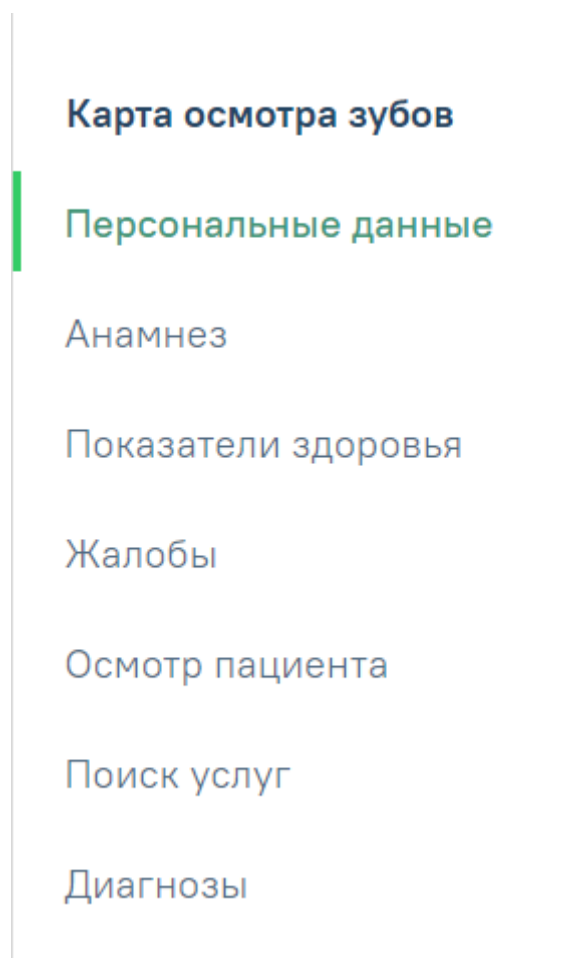 Карта осмотра зубов
Персональные данные
Анамнез
Показатели здоровья
Жалобы
Осмотр пациента
Поиск услуг
Диагнозы